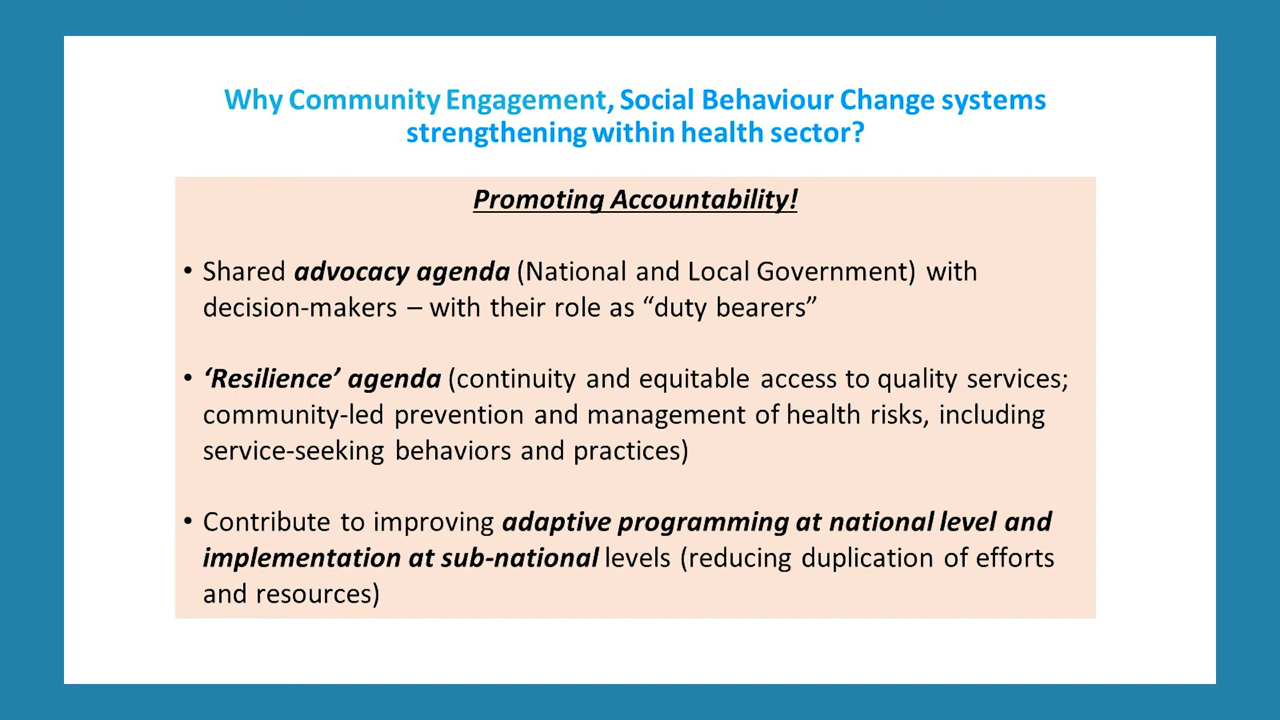 Why Community Engagement, Social Behaviour Change systems
strengthening within health sector?
Promoting Accountability!
• Shared advocacy agenda (National and Local Government) with
decision-makers – with their role as “duty bearers”
• ‘Resilience’ agenda (continuity and equitable access to quality services;
community-led prevention and management of health risks, including
service-seeking behaviors and practices)
• Contribute to improving adaptive programming at national level and
implementation at sub-national levels (reducing duplication of efforts
and resources)